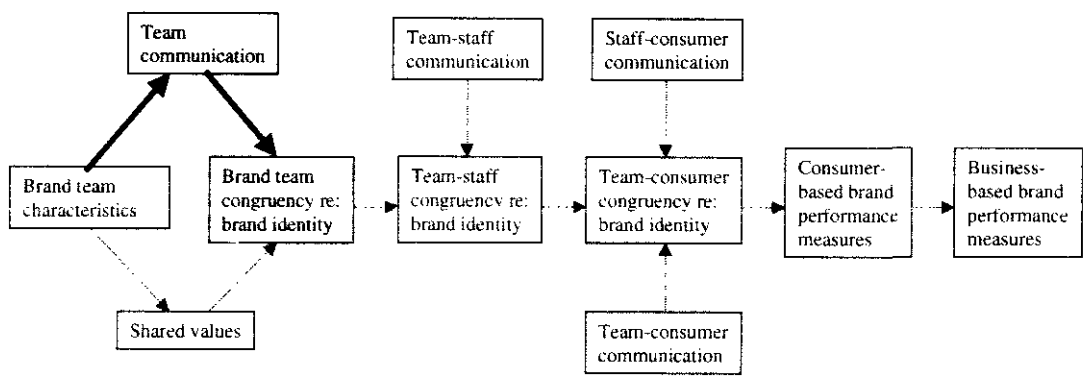 Team
communication
Team-staff
communication
Staff-consumer
communication
Brand team
characteristics
Brand team
congruency re:
brand identity
Team-staff
congruency re:
brand identity
Team-consumer
congruency re:
brand identity
Consumer-
based brand
performance
measures
Business-
based brand
performance
measures
Shared values
Team-consumer
communication